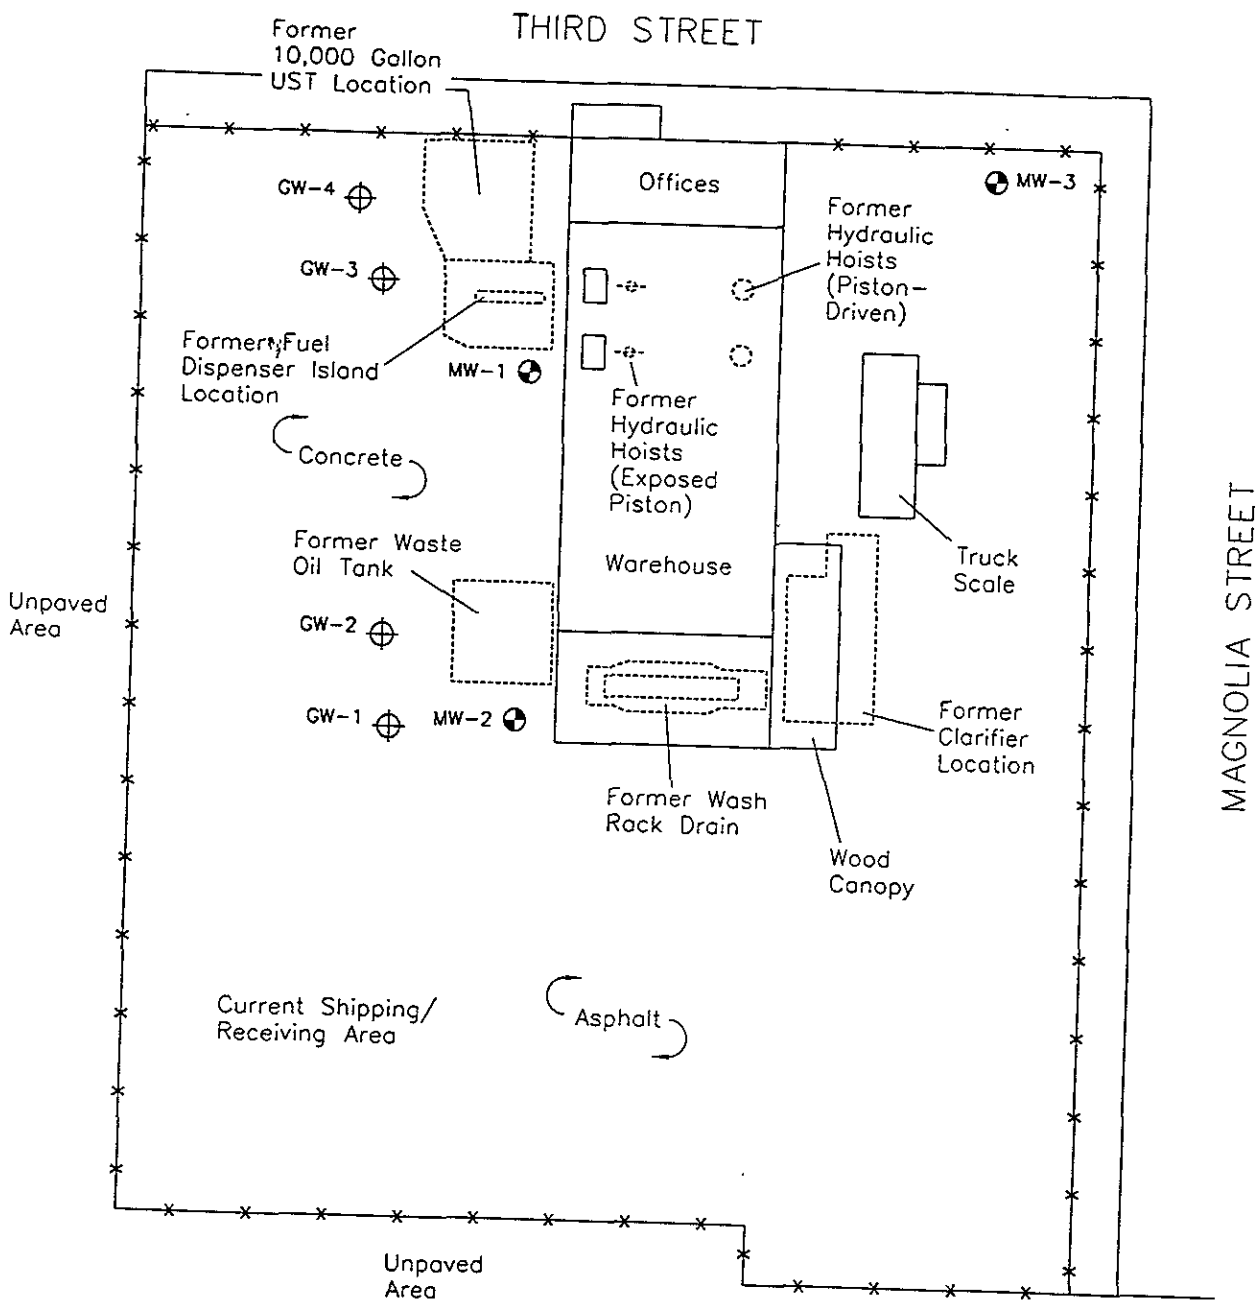 THIRD STREET
Former
10,000 Gallon
UST Location
GW-4
Offices
MW-3
Former
Hydraulic
Hoists
(Piston-
Driven)
GW-3
Former Fuel
Dispenser Island
Location
MW-1
Former
Hydraulic
Hoists
(Exposed
Piston)
Concrete
Former Waste
Oil Tank
Warehouse
Truck
Scale
Unpaved
Area
GW-2
MAGNOLIA STREET
GW-1
MW-2
Former
Clarifier
Location
Former Wash
Rack Drain
Wood
Canopy
Current Shipping/
Receiving Area
Asphalt
Unpaved
Area